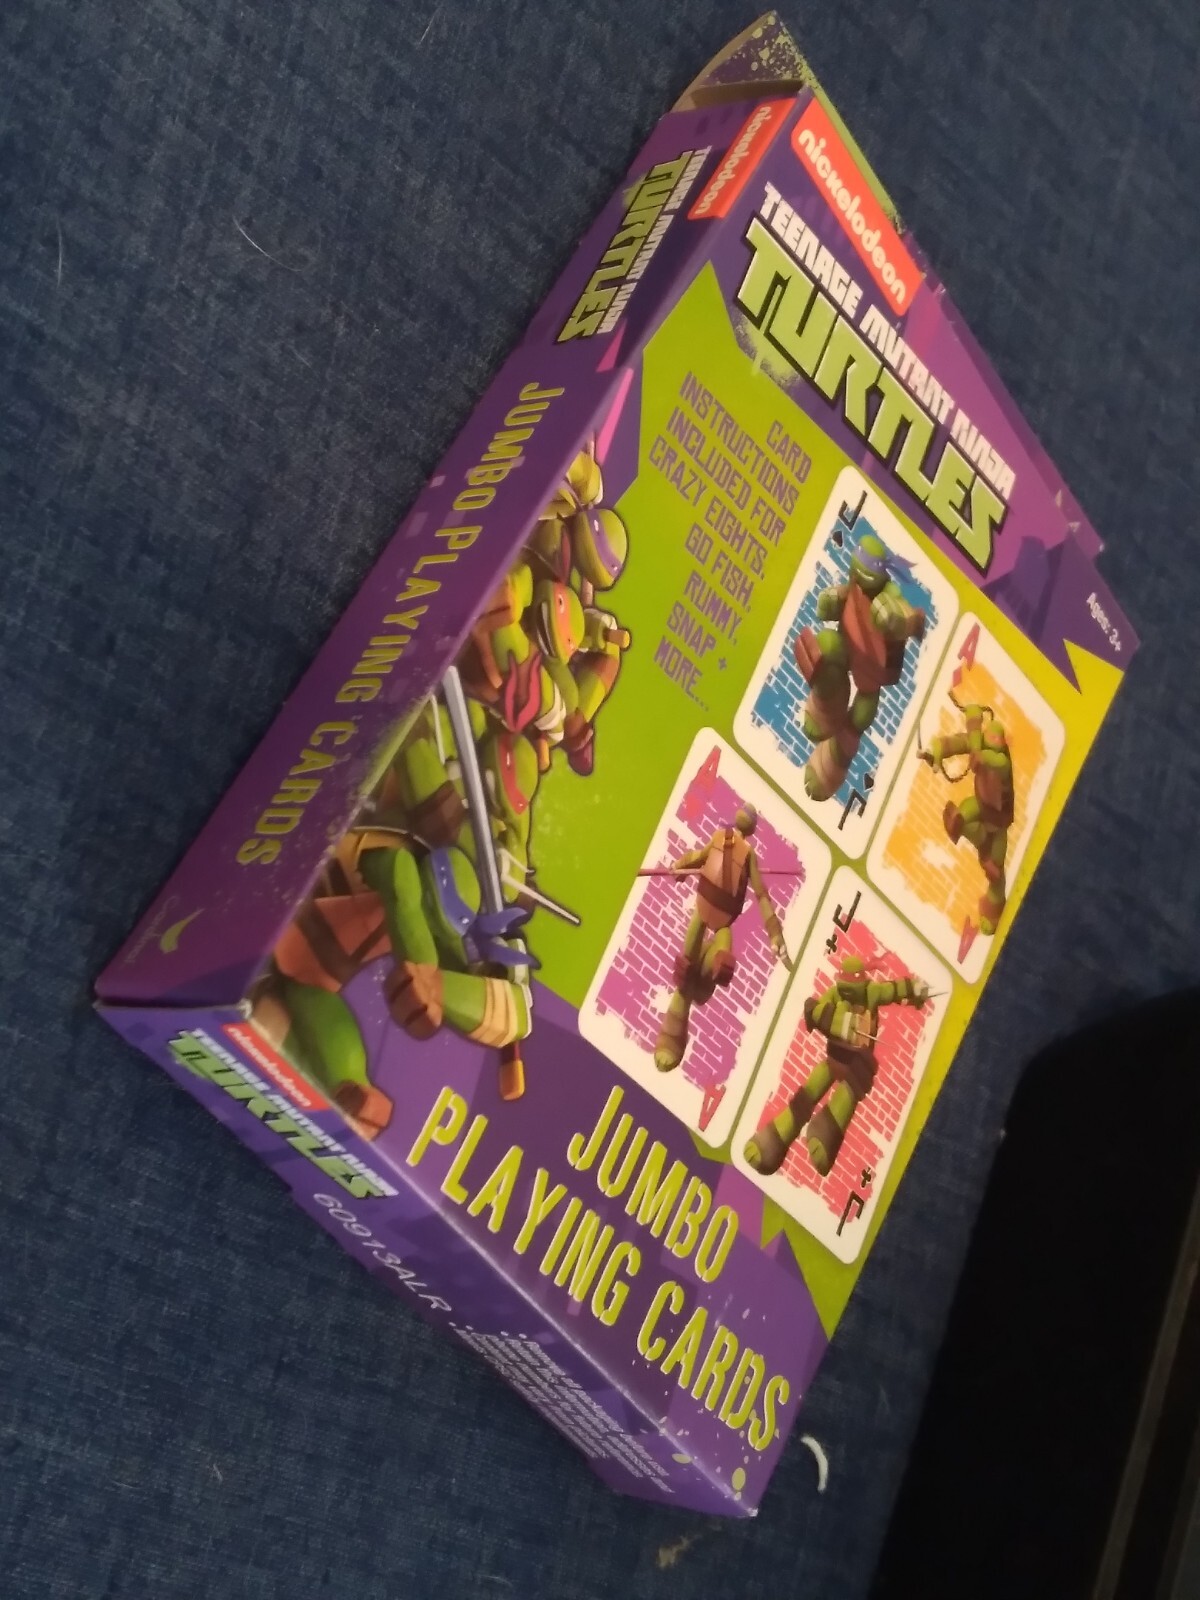 nickelodeon
TEENAGE MUTANT NINJA
TURTLES
Ages: 3+
CARD
INSTRUCTIONS
INCLUDED FOR
CRAZY EIGHTS,
GO FISH,
RUMMY,
SNAP +
MORE...
J
J
A
A
A
A
J
J
JUMBO
PLAYING CARDS
nickelodeon
TEENAGE MUTANT NINJA
TURTLES
JUMBO PLAYING CARDS
Cardinal
nickelodeon
TEENAGE MUTANT NINJA
TURTLES
60913ALR